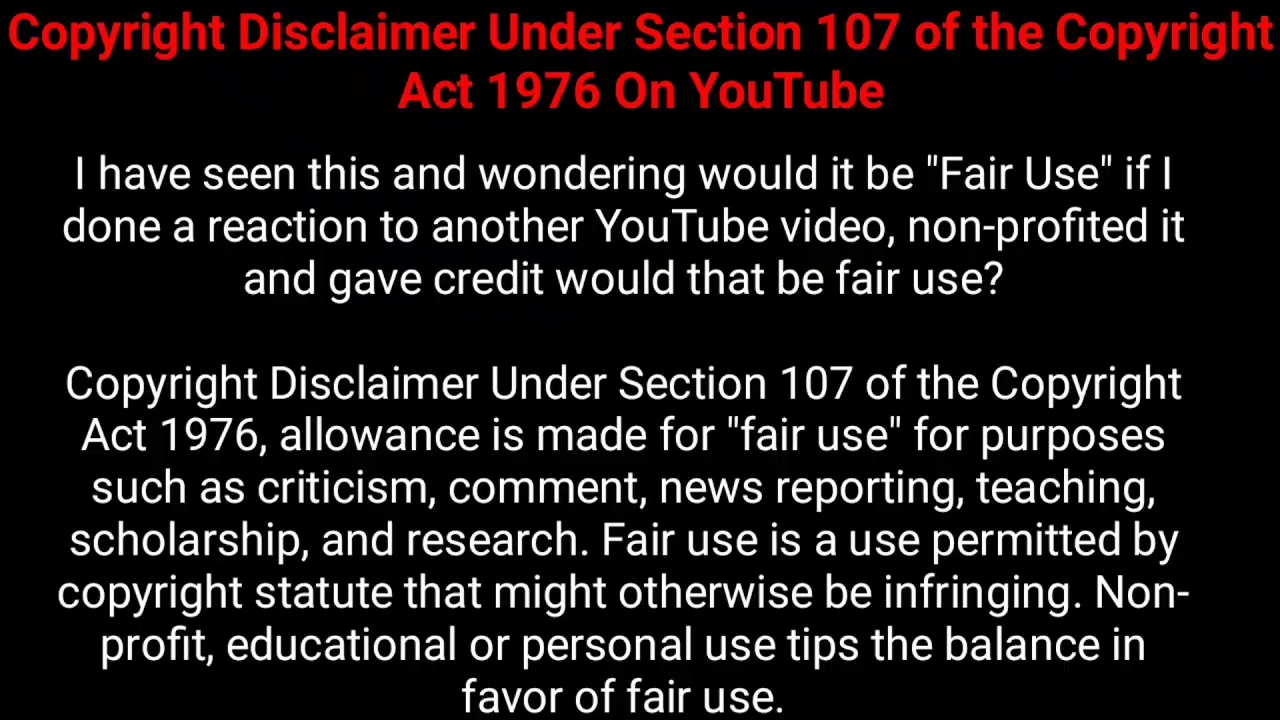 Copyright Disclaimer Under Section 107 of the Copyright
Act 1976 On YouTube
I have seen this and wondering would it be "Fair Use" if I
done a reaction to another YouTube video, non-profited it
and gave credit would that be fair use?
Copyright Disclaimer Under Section 107 of the Copyright
Act 1976, allowance is made for "fair use" for purposes
such as criticism, comment, news reporting, teaching,
scholarship, and research. Fair use is a use permitted by
copyright statute that might otherwise be infringing. Non-
profit, educational or personal use tips the balance in
favor of fair use.